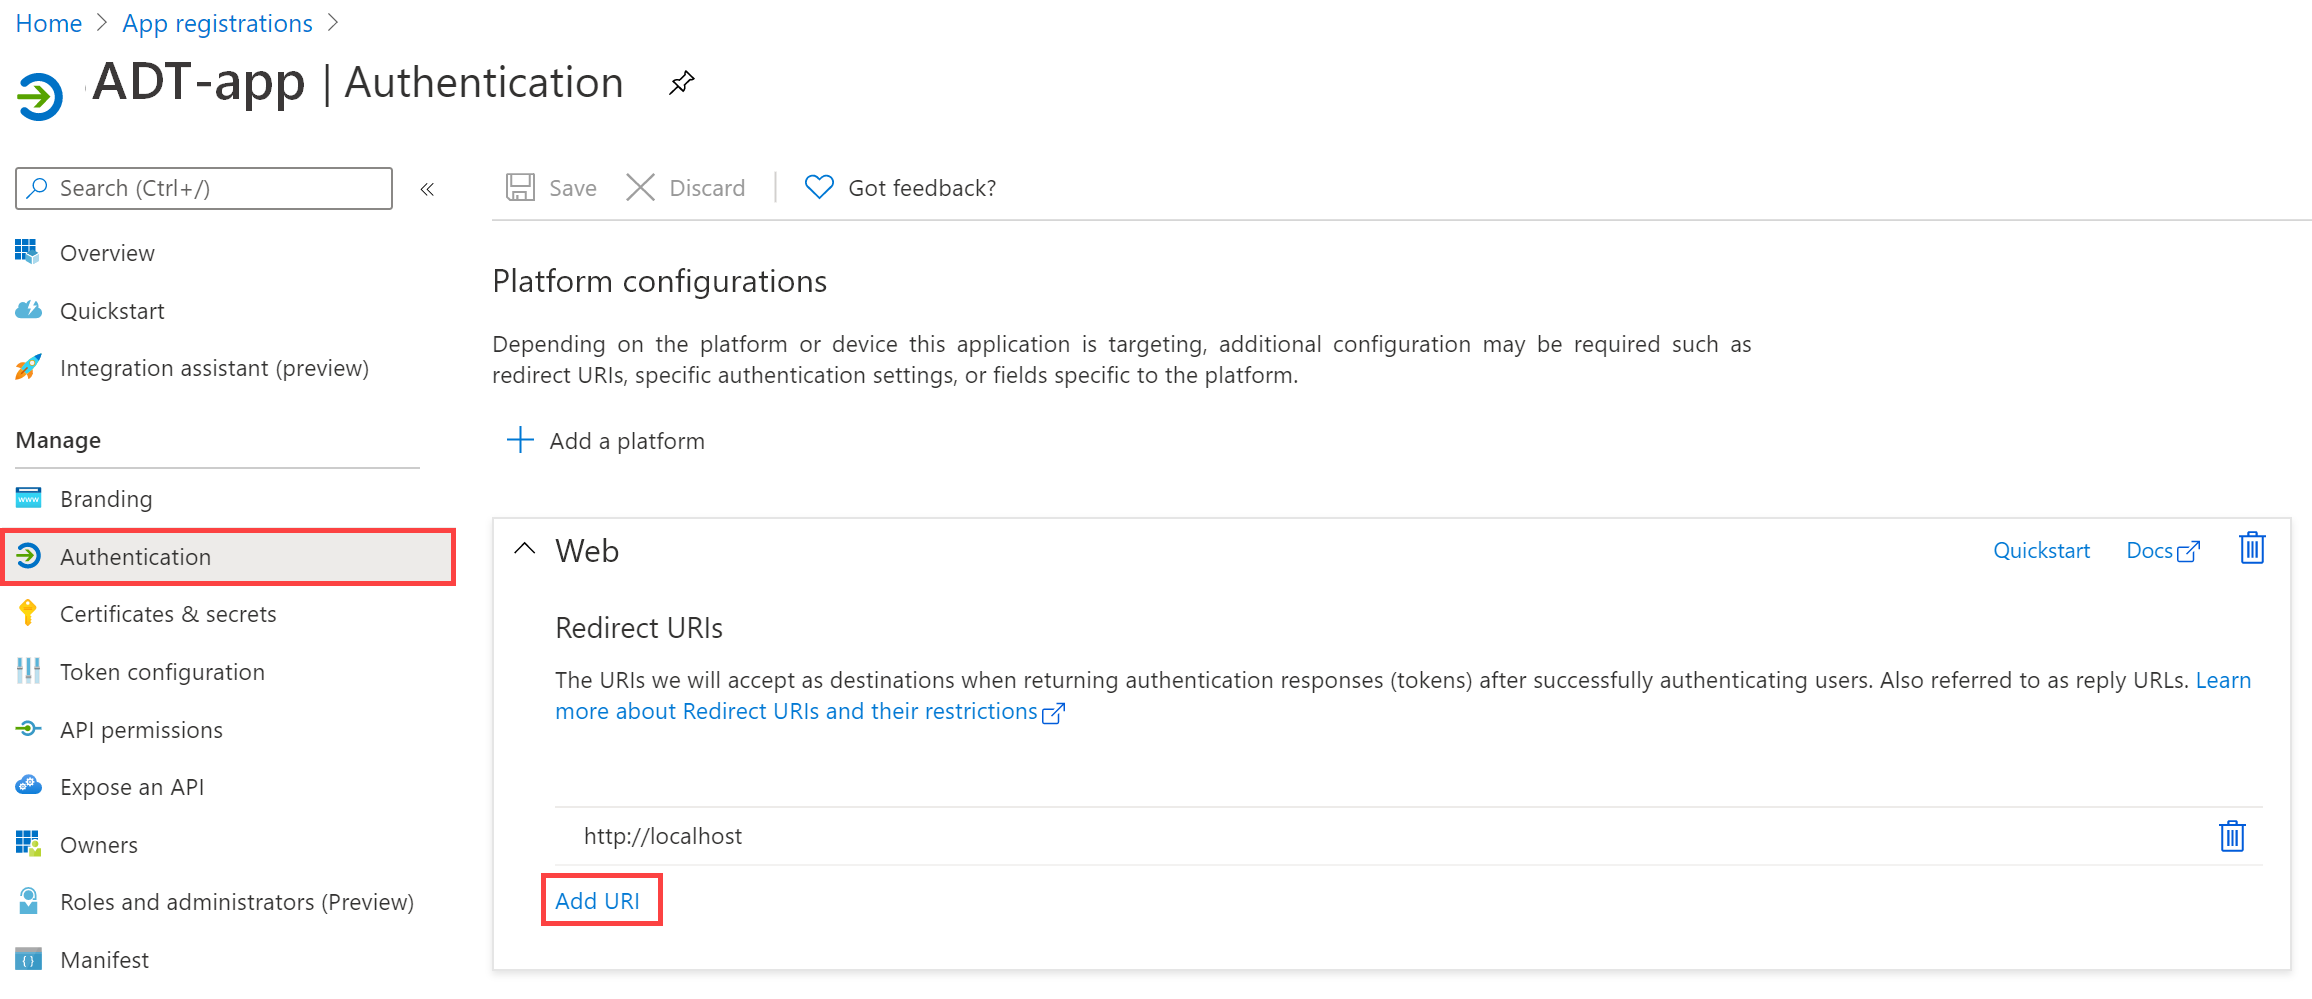 Home > App registrations >
ADT-app | Authentication
Search (Ctrl+/)
«
Save
Discard
Got feedback?
Overview
Quickstart
Integration assistant (preview)
Manage
Branding
Authentication
Certificates & secrets
Token configuration
API permissions
Expose an API
Owners
Roles and administrators (Preview)
Manifest
Platform configurations
Depending on the platform or device this application is targeting, additional configuration may be required such as
redirect URIs, specific authentication settings, or fields specific to the platform.
Add a platform
Web
Quickstart
Docs
Redirect URIs
The URIs we will accept as destinations when returning authentication responses (tokens) after successfully authenticating users. Also referred to as reply URLs. Learn
more about Redirect URIs and their restrictions
http://localhost
Add URI